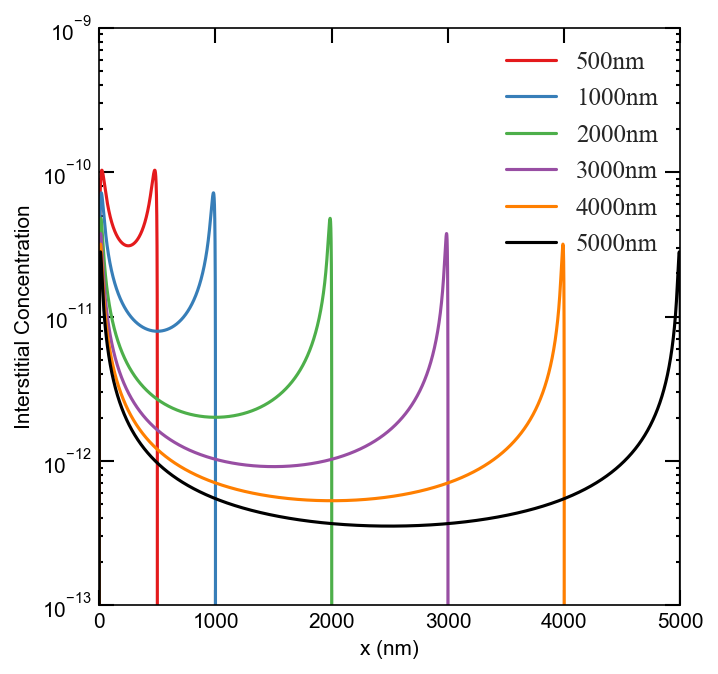 10⁻⁹
10⁻¹⁰
10⁻¹¹
10⁻¹²
10⁻¹³
Interstitial Concentration
500nm
1000nm
2000nm
3000nm
4000nm
5000nm
0 1000 2000 3000 4000 5000
x (nm)